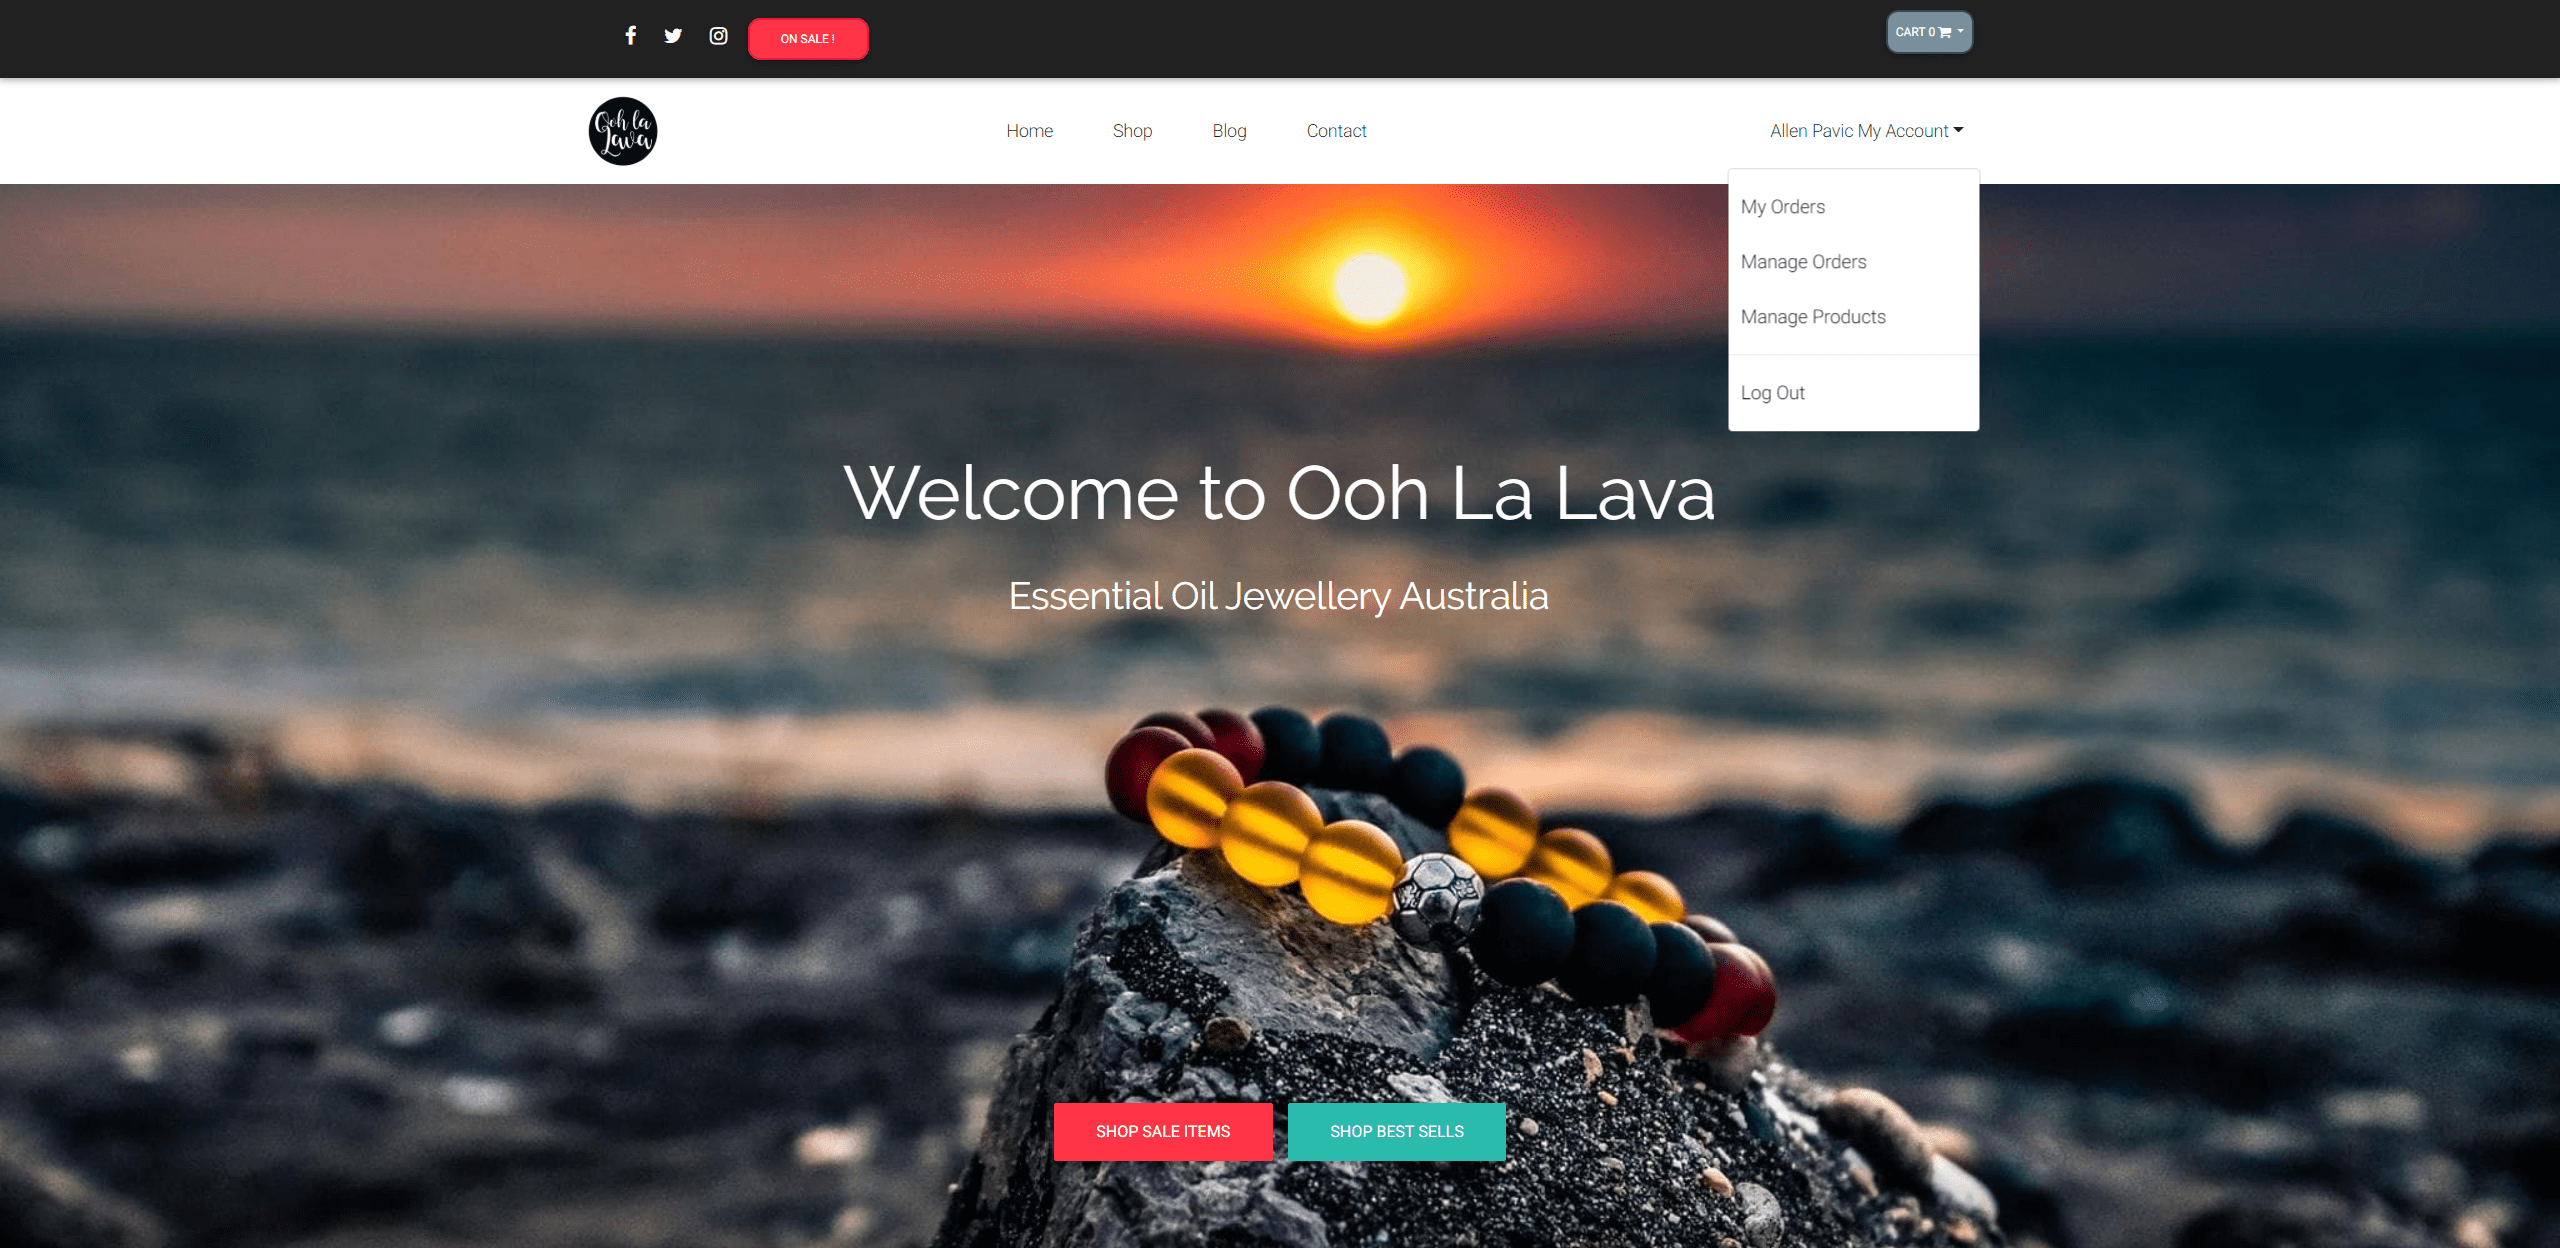 ON SALE !
CART 0
Ooh la
Lava
Home
Shop
Blog
Contact
Allen Pavic My Account
My Orders
Manage Orders
Manage Products
Log Out
Welcome to Ooh La Lava
Essential Oil Jewellery Australia
SHOP SALE ITEMS
SHOP BEST SELLS